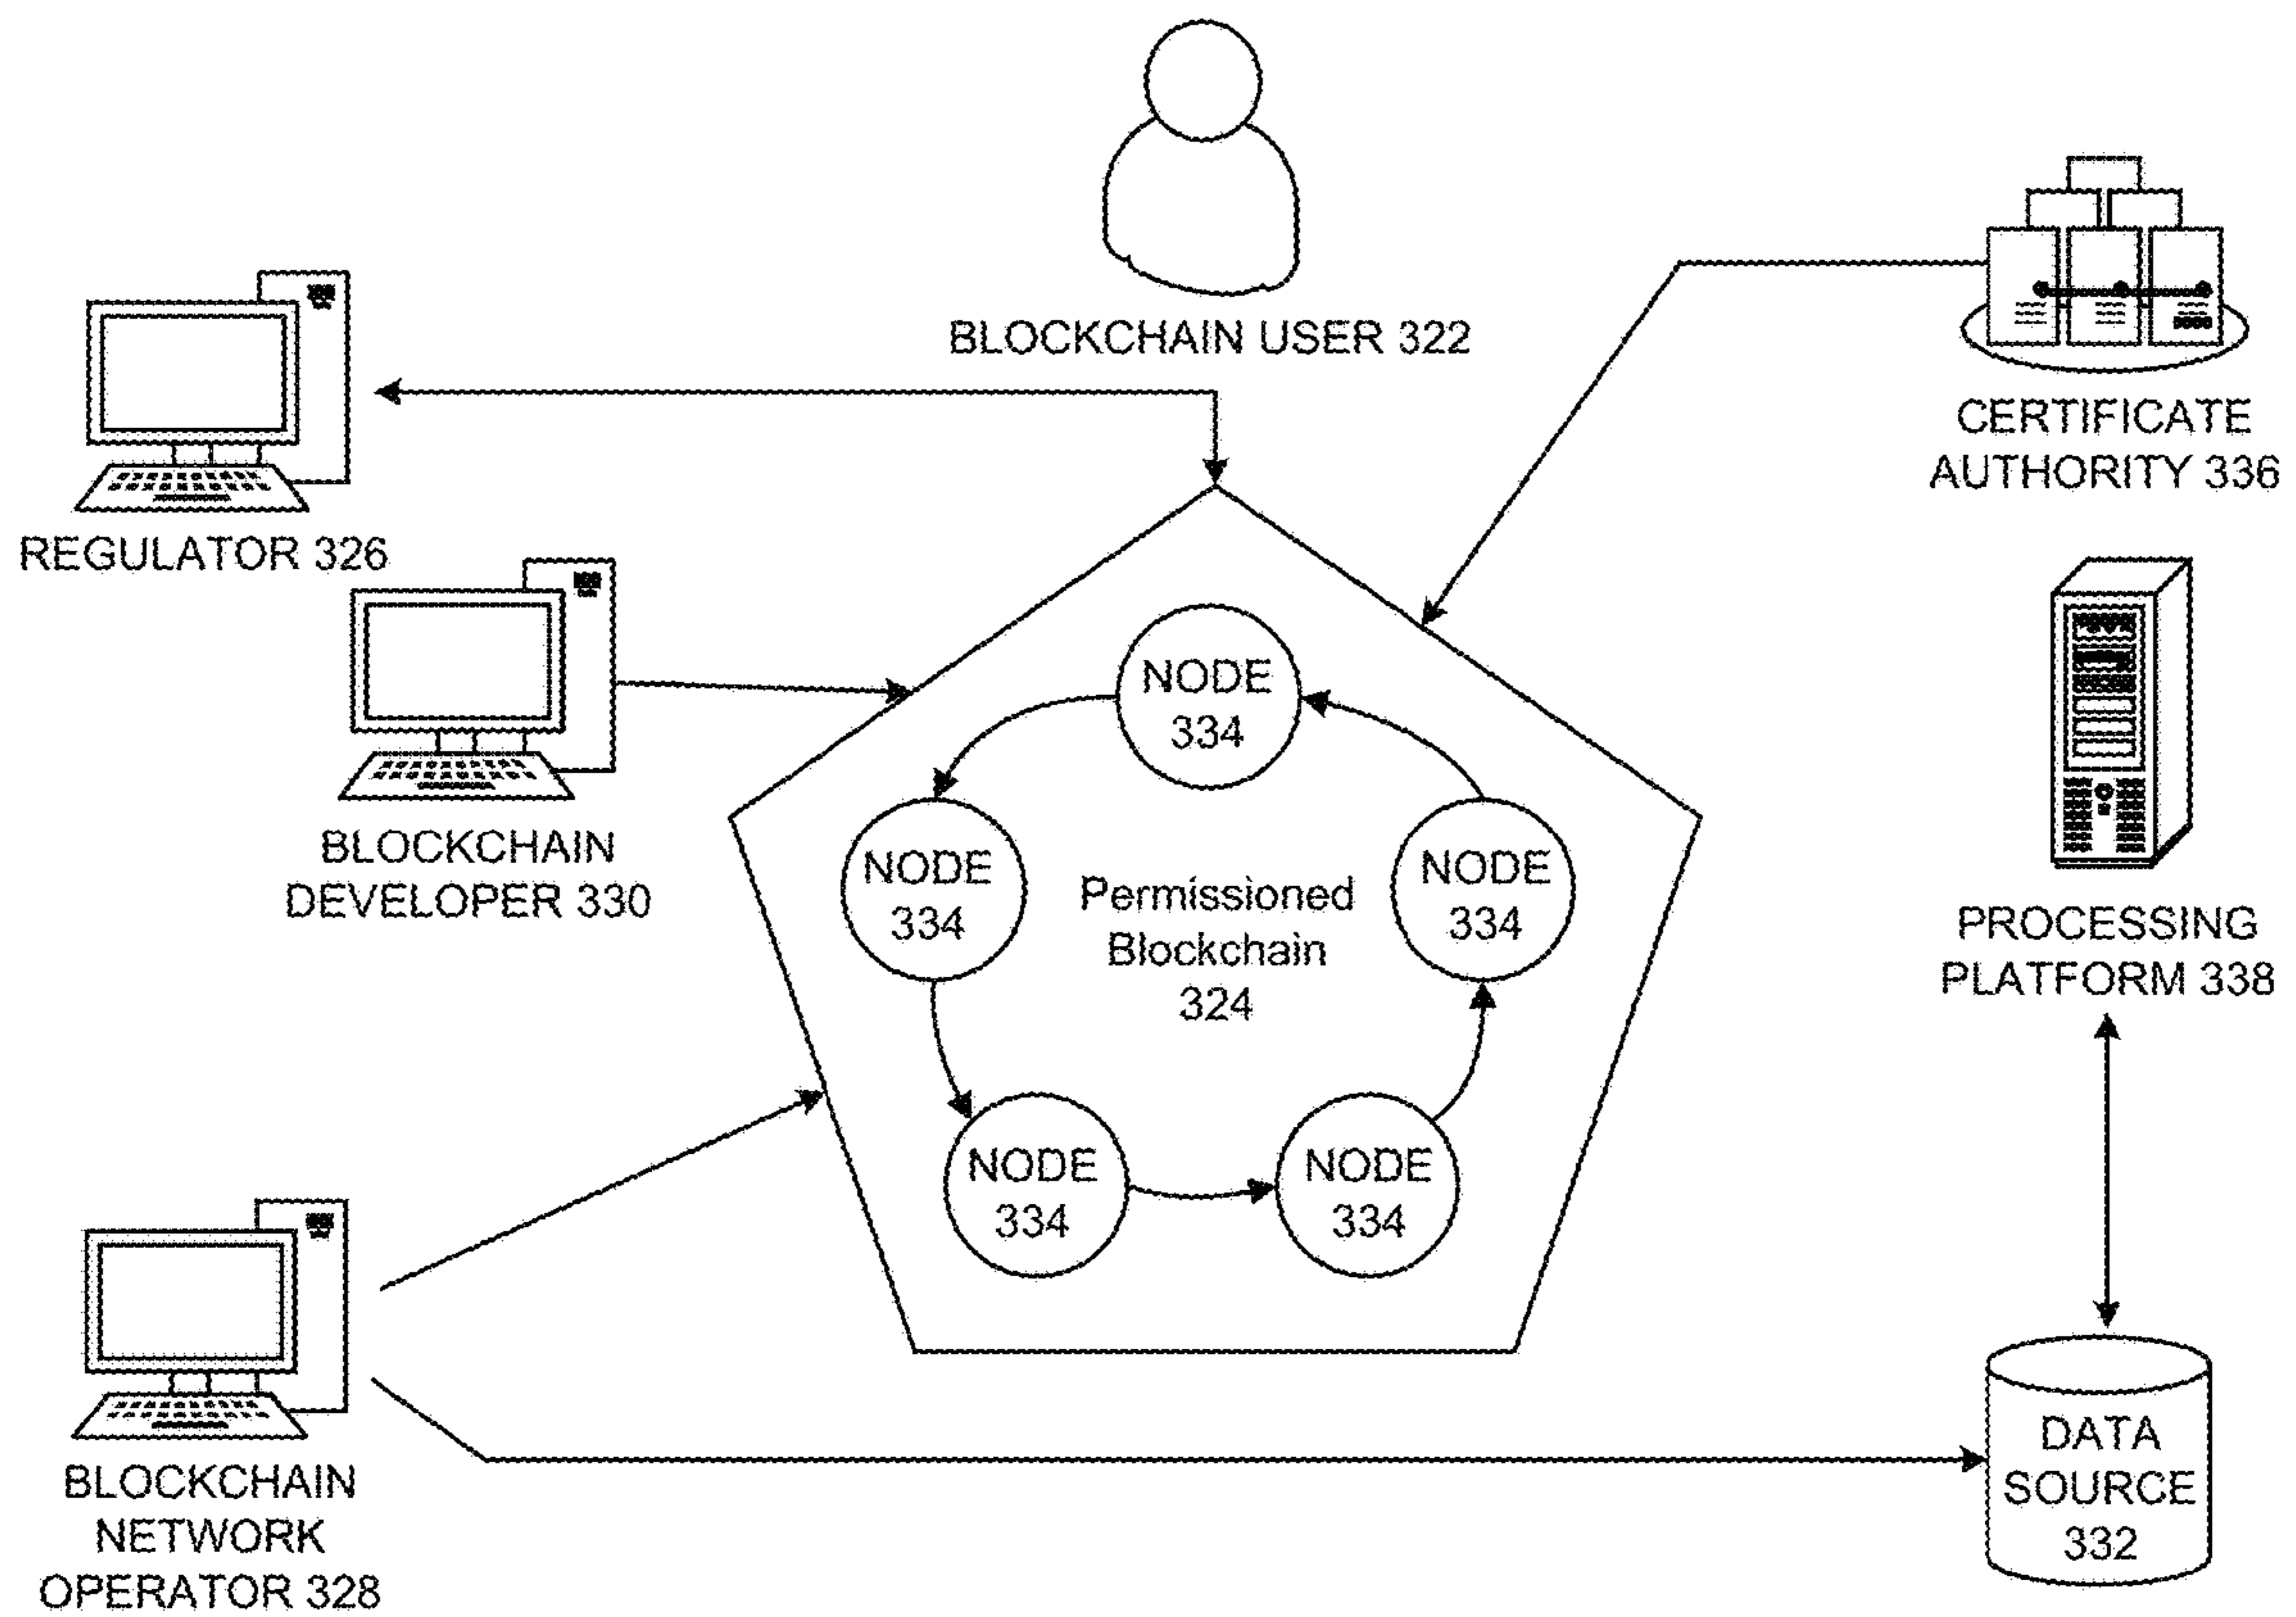 BLOCKCHAIN USER 322
CERTIFICATE
AUTHORITY 336
REGULATOR 326
BLOCKCHAIN
DEVELOPER 330
NODE
334
NODE
334
Permissioned
Blockchain
324
NODE
334
NODE
334
NODE
334
PROCESSING
PLATFORM 338
BLOCKCHAIN
NETWORK
OPERATOR 328
DATA
SOURCE
332